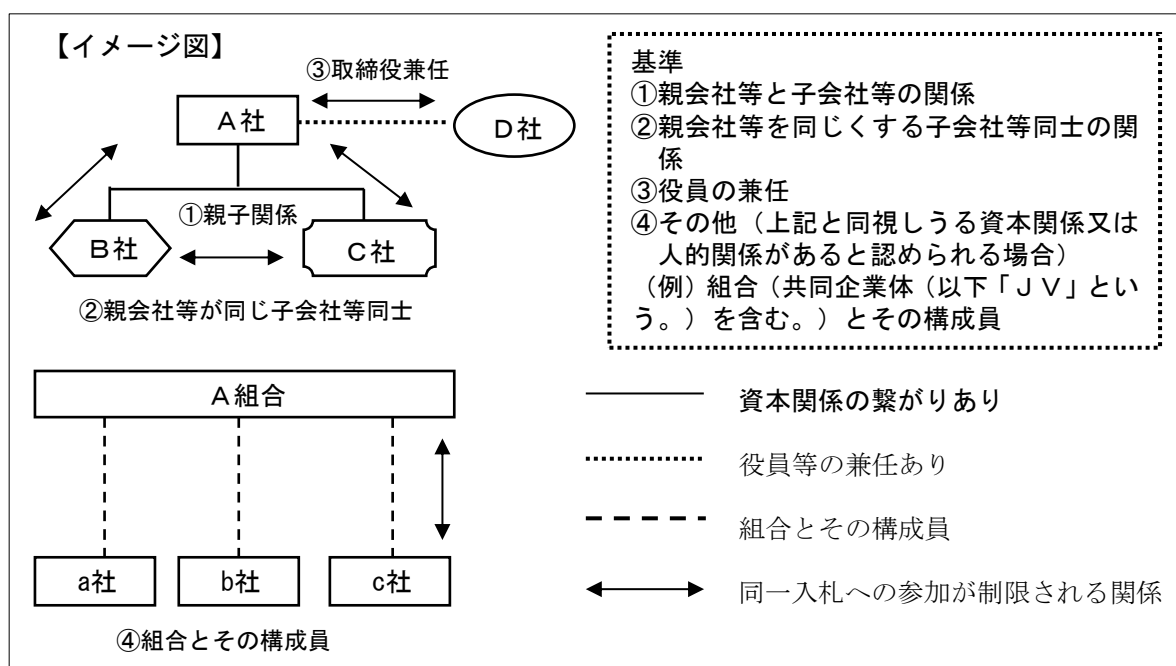 【イメージ図】
③取締役兼任
A社
D社
①親子関係
B社
C社
②親会社等が同じ子会社等同士
基準
①親会社等と子会社等の関係
②親会社等を同じくする子会社等同士の関
係
③役員の兼任
④その他（上記と同視しうる資本関係又は
人的関係があると認められる場合）
（例）組合（共同企業体（以下「ＪＶ」とい
う。）を含む。）とその構成員
Ａ組合
a社
b社
c社
④組合とその構成員
資本関係の繋がりあり
役員等の兼任あり
組合とその構成員
同一入札への参加が制限される関係